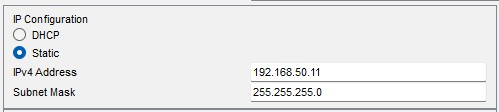 IP Configuration
DHCP
Static
IPv4 Address 192.168.50.11
Subnet Mask 255.255.255.0